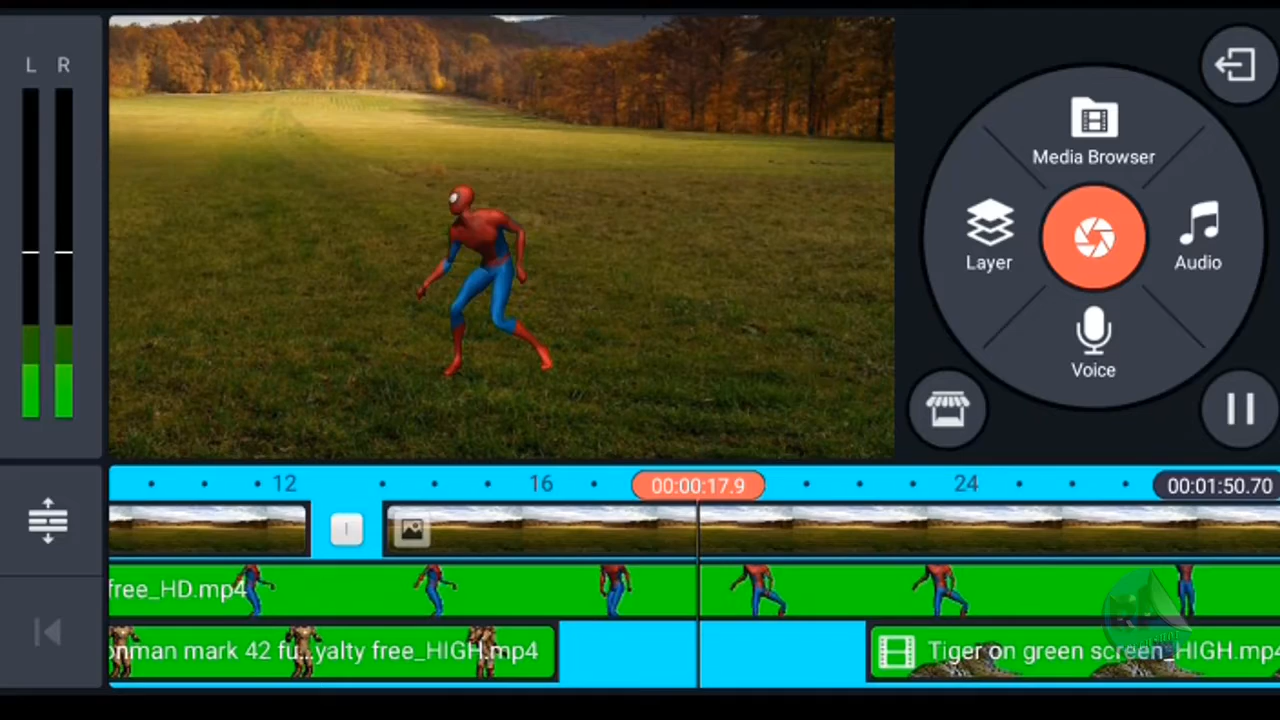 L R
Media Browser
Layer
Audio
Voice
12
16
00:00:17.9
24
00:01:50.70
free_HD.mp4
onman mark 42 fu...yalty free_HIGH.mp4
Tiger on green screen_HIGH.mp4